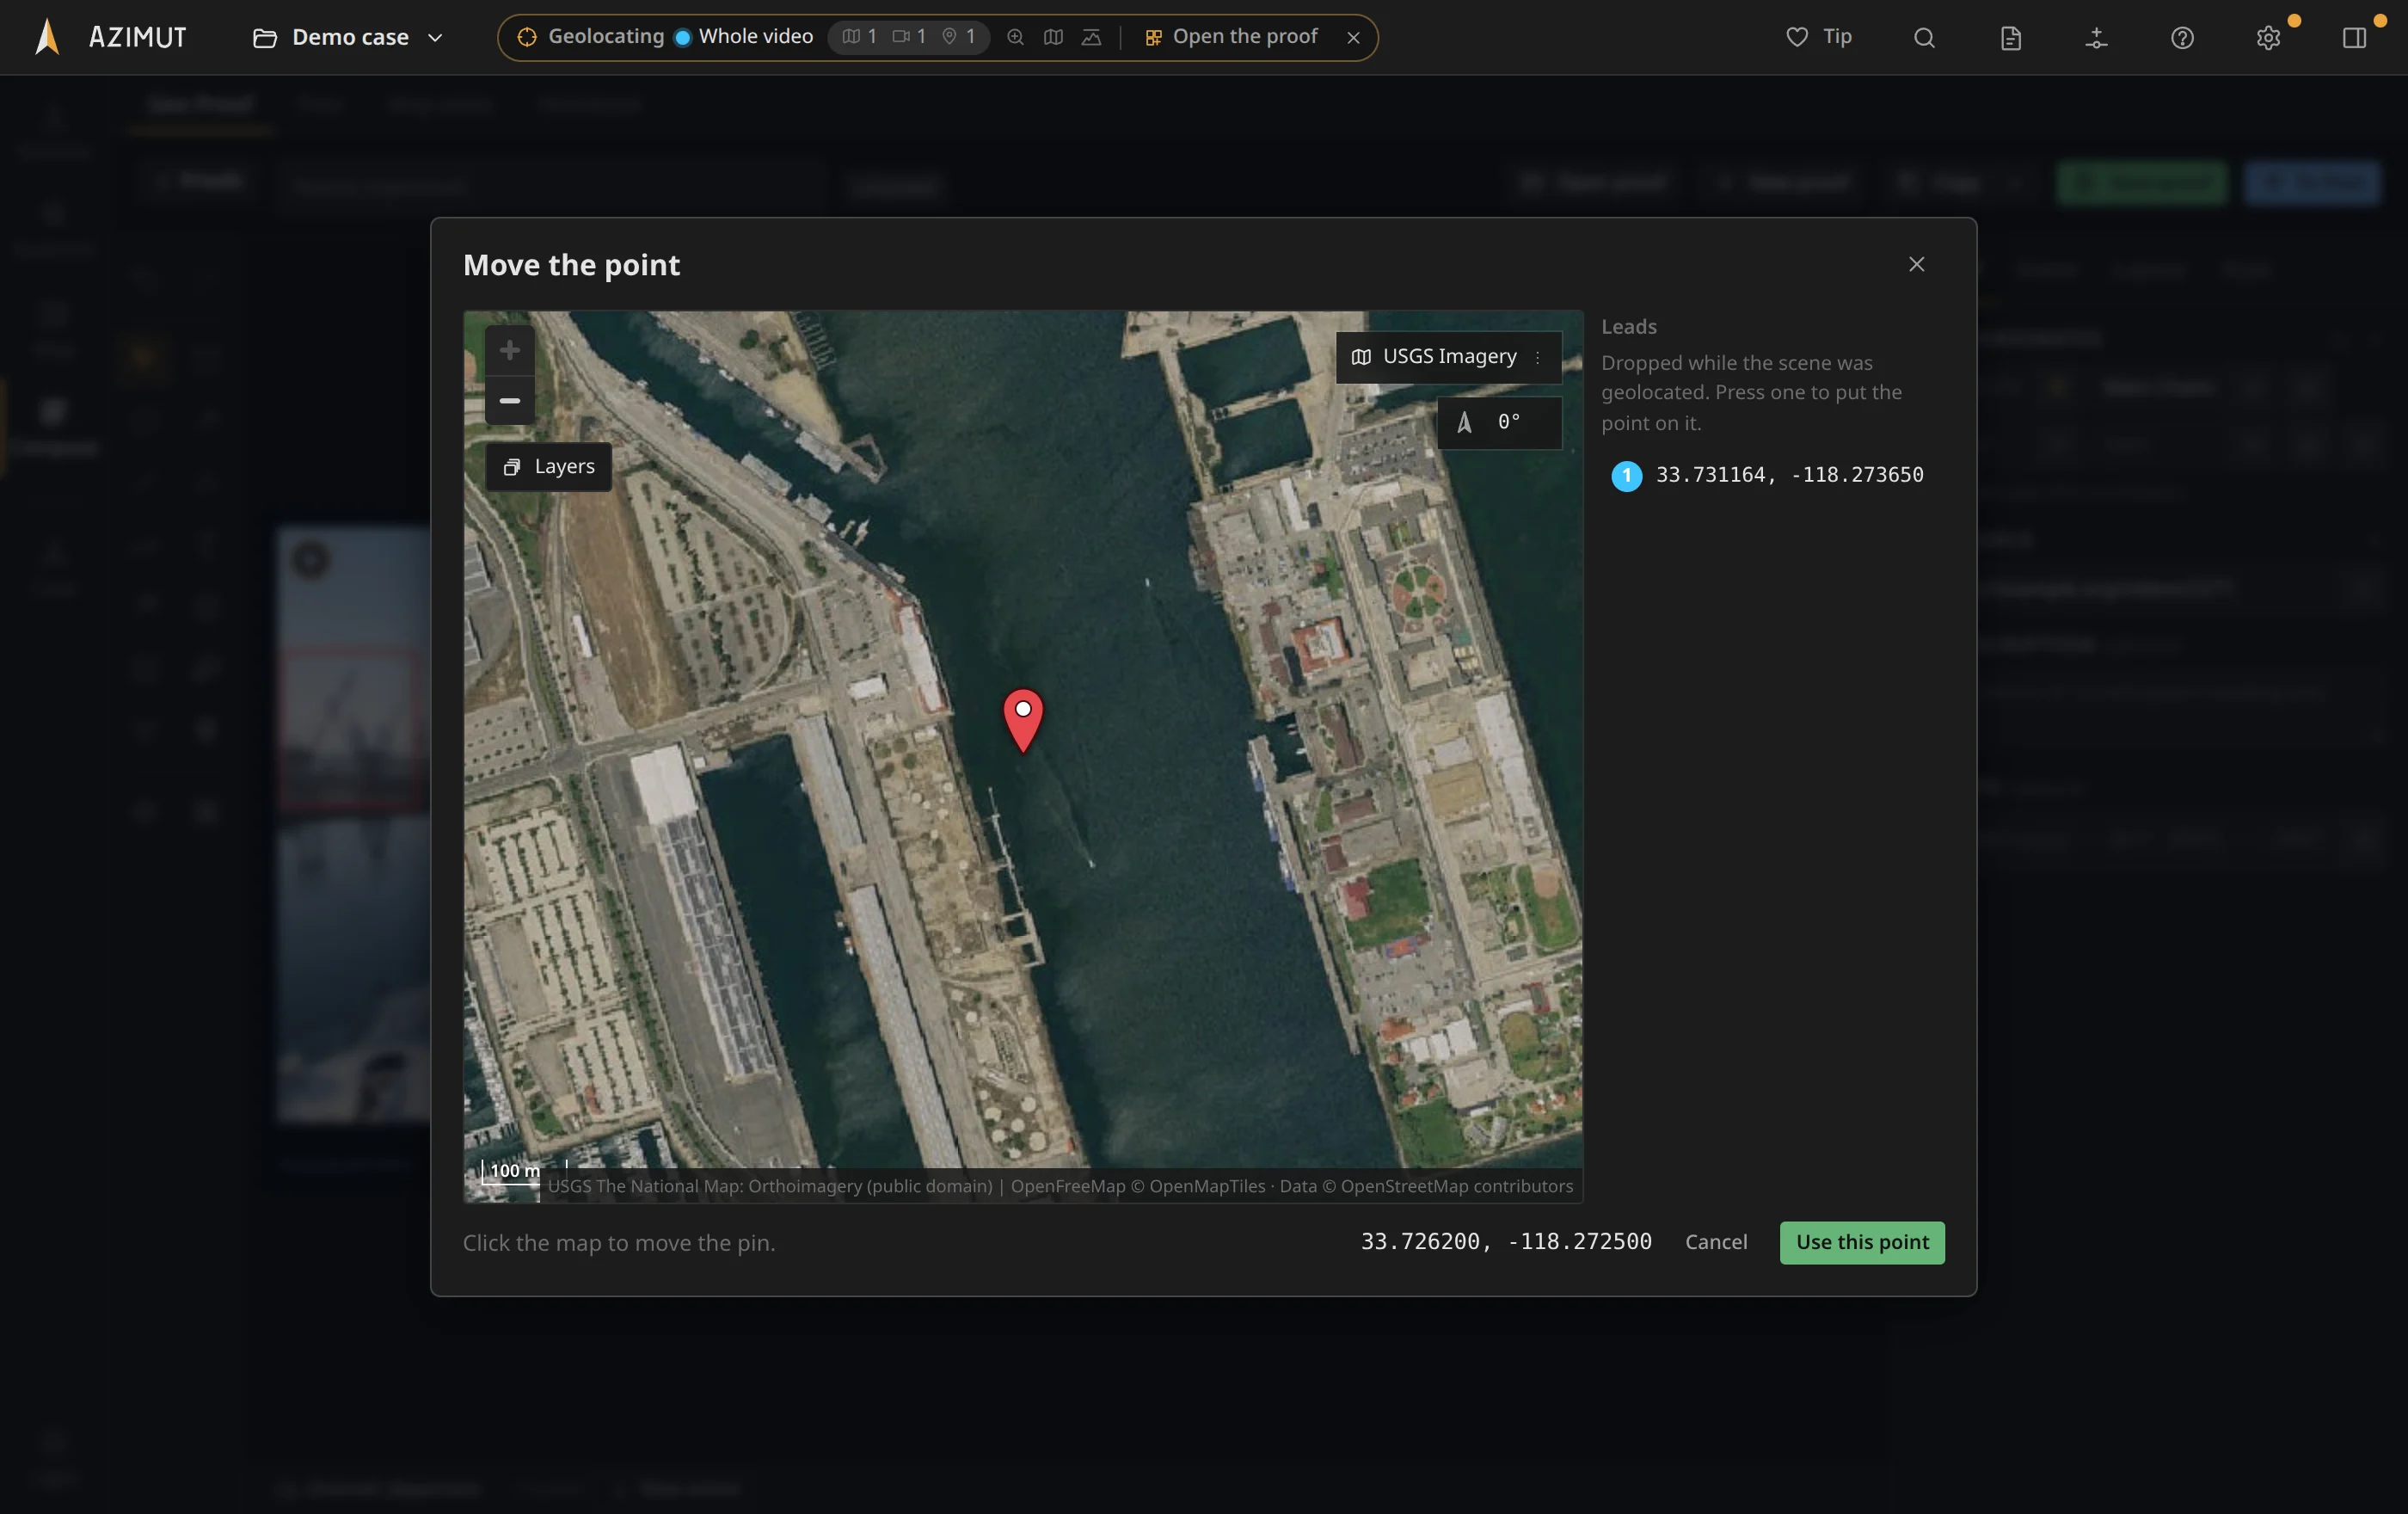 AZIMUT
Demo case
Geolocating
Whole video
1
1
1
Open the proof
Tip
Move the point
Layers
USGS Imagery
0°
100 m
USGS The National Map: Orthoimagery (public domain) | OpenFreeMap © OpenMapTiles · Data © OpenStreetMap contributors
Leads
Dropped while the scene was
geolocated. Press one to put the
point on it.
1
33.731164, -118.273650
Click the map to move the pin.
33.726200, -118.272500
Cancel
Use this point